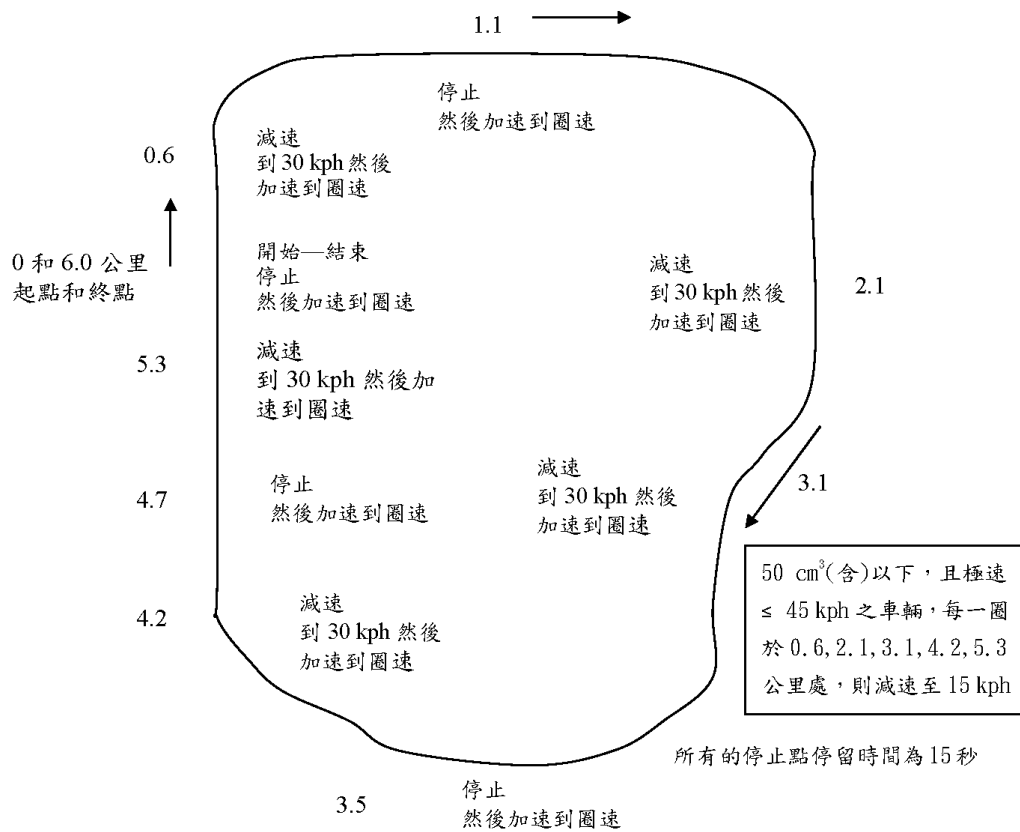 1.1
停止
然後加速到圈速
0.6
減速
到 30 kph 然後
加速到圈速
0 和 6.0 公里
起點和終點
開始—結束
停止
然後加速到圈速
減速
到 30 kph 然後
加速到圈速
2.1
5.3
減速
到 30 kph 然後加
速到圈速
4.7
停止
然後加速到圈速
減速
到 30 kph 然後
加速到圈速
3.1
50 cm³(含)以下，且極速
≤ 45 kph 之車輛，每一圈
於 0.6, 2.1, 3.1, 4.2, 5.3
公里處，則減速至 15 kph
4.2
減速
到 30 kph 然後
加速到圈速
所有的停止點停留時間為 15 秒
3.5
停止
然後加速到圈速